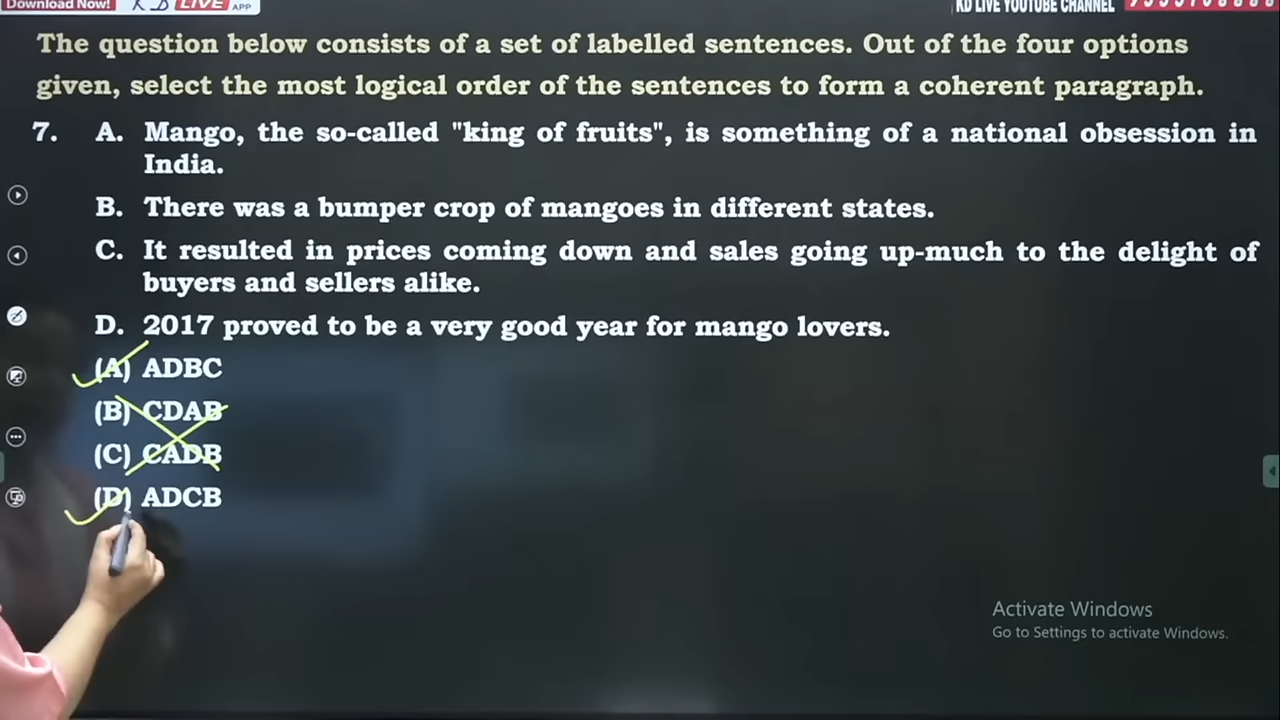 Download Now! KD LIVE APP
KD LIVE YOUTUBE CHANNEL
The question below consists of a set of labelled sentences. Out of the four options
given, select the most logical order of the sentences to form a coherent paragraph.
7. A. Mango, the so-called "king of fruits", is something of a national obsession in
India.
B. There was a bumper crop of mangoes in different states.
C. It resulted in prices coming down and sales going up-much to the delight of
buyers and sellers alike.
D. 2017 proved to be a very good year for mango lovers.
(A) ADBC
(B) CDAB
(C) CADB
(D) ADCB
Activate Windows
Go to Settings to activate Windows.